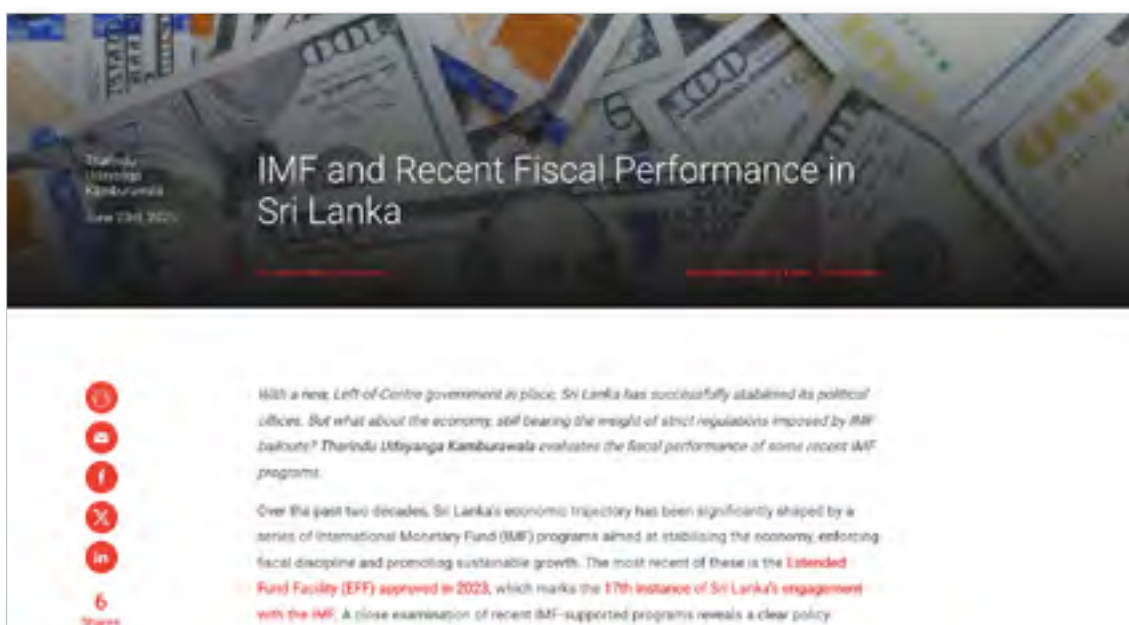 Tharindu
Udayanga
Kamburawala
June 23rd, 2025
IMF and Recent Fiscal Performance in
Sri Lanka
With a new, Left-of-Centre government in place, Sri Lanka has successfully stabilised its political
offices. But what about the economy, still bearing the weight of strict regulations imposed by IMF
bailouts? Tharindu Udayanga Kamburawala evaluates the fiscal performance of some recent IMF
programs.
Over the past two decades, Sri Lanka's economic trajectory has been significantly shaped by a
series of International Monetary Fund (IMF) programs aimed at stabilising the economy, enforcing
fiscal discipline and promoting sustainable growth. The most recent of these is the Extended
Fund Facility (EFF) approved in 2023, which marks the 17th instance of Sri Lanka's engagement
with the IMF. A close examination of recent IMF-supported programs reveals a clear policy
6
Shares